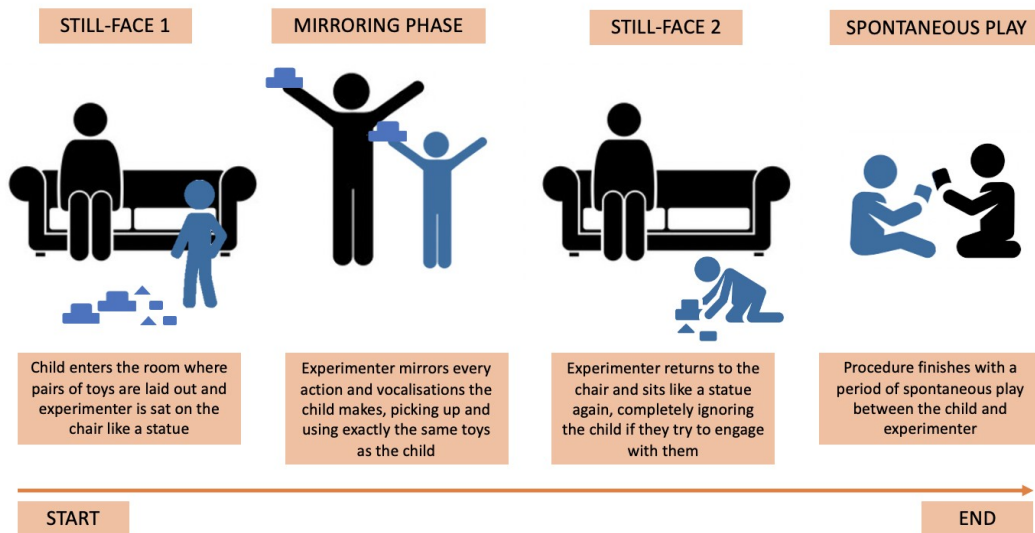 STILL-FACE 1
MIRRORING PHASE
STILL-FACE 2
SPONTANEOUS PLAY
Child enters the room where
pairs of toys are laid out and
experimenter is sat on the
chair like a statue
Experimenter mirrors every
action and vocalisations the
child makes, picking up and
using exactly the same toys
as the child
Experimenter returns to the
chair and sits like a statue
again, completely ignoring
the child if they try to engage
with them
Procedure finishes with a
period of spontaneous play
between the child and
experimenter
START
END